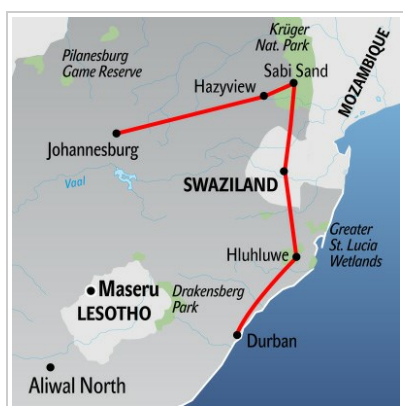 Krüger
Nat. Park
Pilanesburg
Game Reserve
Sabi Sand
Hazyview
MOZAMBIQUE
Johannesburg
Vaal
SWAZILAND
Greater
St. Lucia
Wetlands
Hluhluwe
Maseru
LESOTHO
Drakensberg
Park
Durban
Aliwal North